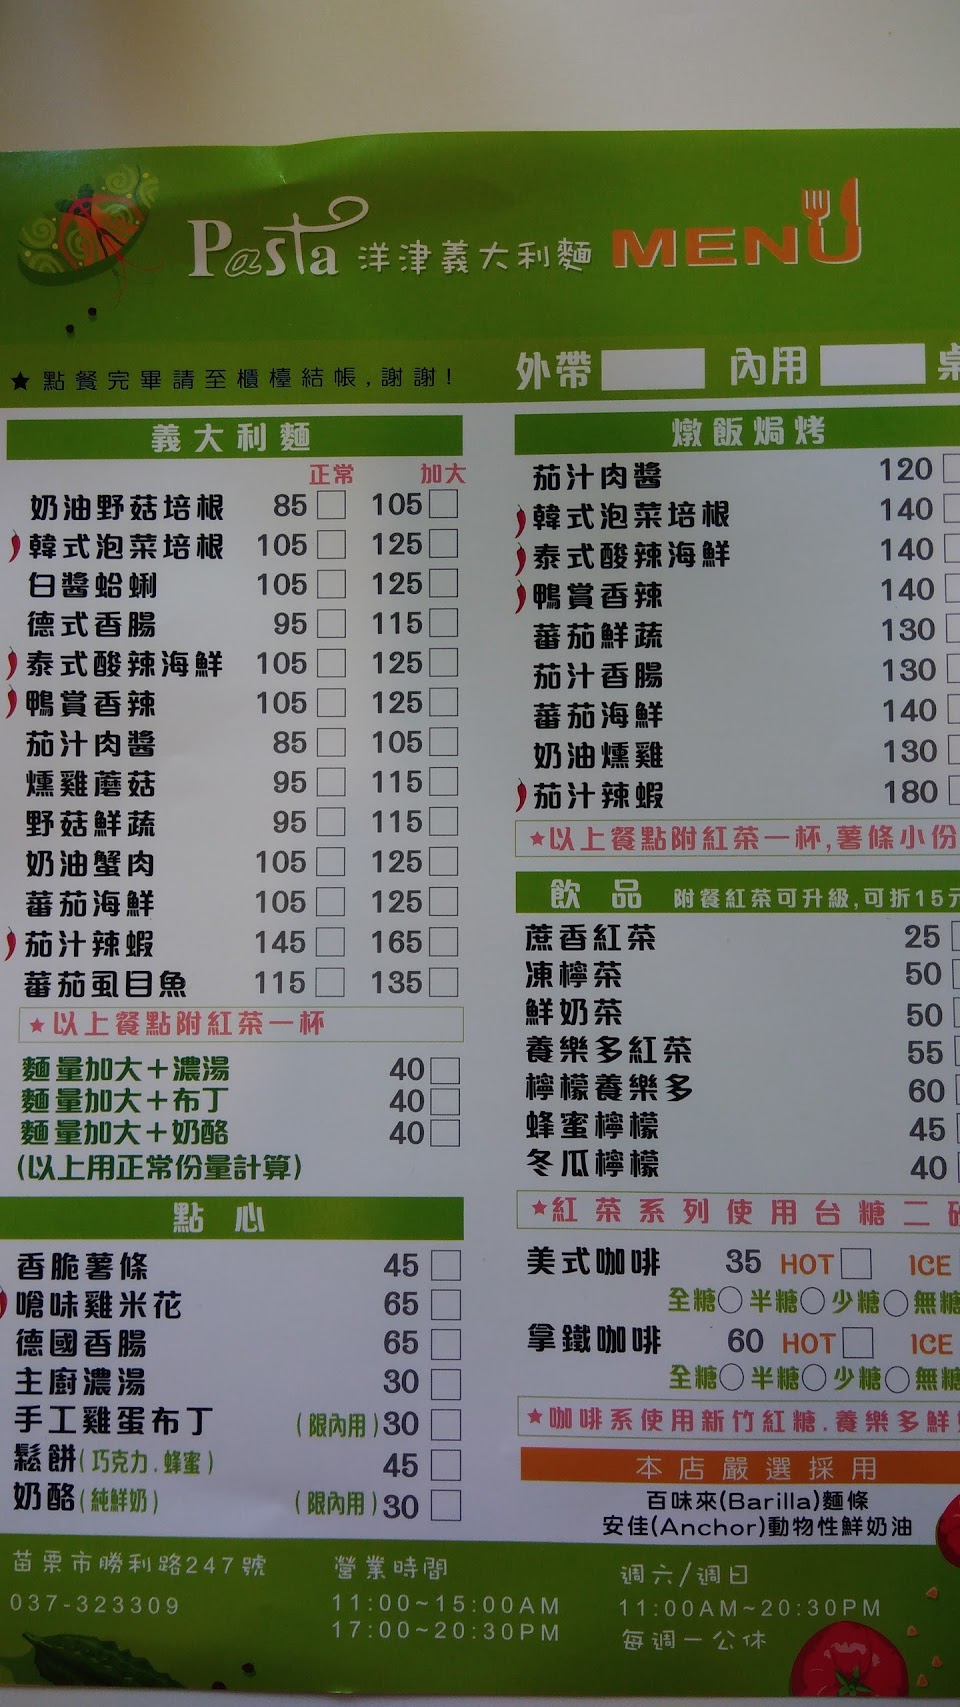 Pasta 洋津義大利麵 MENU
★點餐完畢請至櫃檯結帳,謝謝!
外帶 內用 桌
義大利麵
正常 加大
奶油野菇培根 85 105
韓式泡菜培根 105 125
白醬蛤蜊 105 125
德式香腸 95 115
泰式酸辣海鮮 105 125
鴨賞香辣 105 125
茄汁肉醬 85 105
燻雞蘑菇 95 115
野菇鮮蔬 95 115
奶油蟹肉 105 125
蕃茄海鮮 105 125
茄汁辣蝦 145 165
蕃茄虱目魚 115 135
★以上餐點附紅茶一杯
麵量加大+濃湯 40
麵量加大+布丁 40
麵量加大+奶酪 40
(以上用正常份量計算)
點心
香脆薯條 45
嗆味雞米花 65
德國香腸 65
主廚濃湯 30
手工雞蛋布丁 (限內用) 30
鬆餅(巧克力.蜂蜜) 45
奶酪(純鮮奶) (限內用) 30
燉飯焗烤
茄汁肉醬 120
韓式泡菜培根 140
泰式酸辣海鮮 140
鴨賞香辣 140
蕃茄鮮蔬 130
茄汁香腸 130
蕃茄海鮮 140
奶油燻雞 130
茄汁辣蝦 180
★以上餐點附紅茶一杯,薯條小份
飲品 附餐紅茶可升級,可折15元
蔗香紅茶 25
凍檸茶 50
鮮奶茶 50
養樂多紅茶 55
檸檬養樂多 60
蜂蜜檸檬 45
冬瓜檸檬 40
★紅茶系列使用台糖二砂
美式咖啡 35 HOT ICE
全糖 半糖 少糖 無糖
拿鐵咖啡 60 HOT ICE
全糖 半糖 少糖 無糖
★咖啡系使用新竹紅糖.養樂多鮮
本店嚴選採用
百味來(Barilla)麵條
安佳(Anchor)動物性鮮奶油
苗栗市勝利路247號
037-323309
營業時間
11:00~15:00AM
17:00~20:30PM
週六/週日
11:00AM~20:30PM
每週一公休